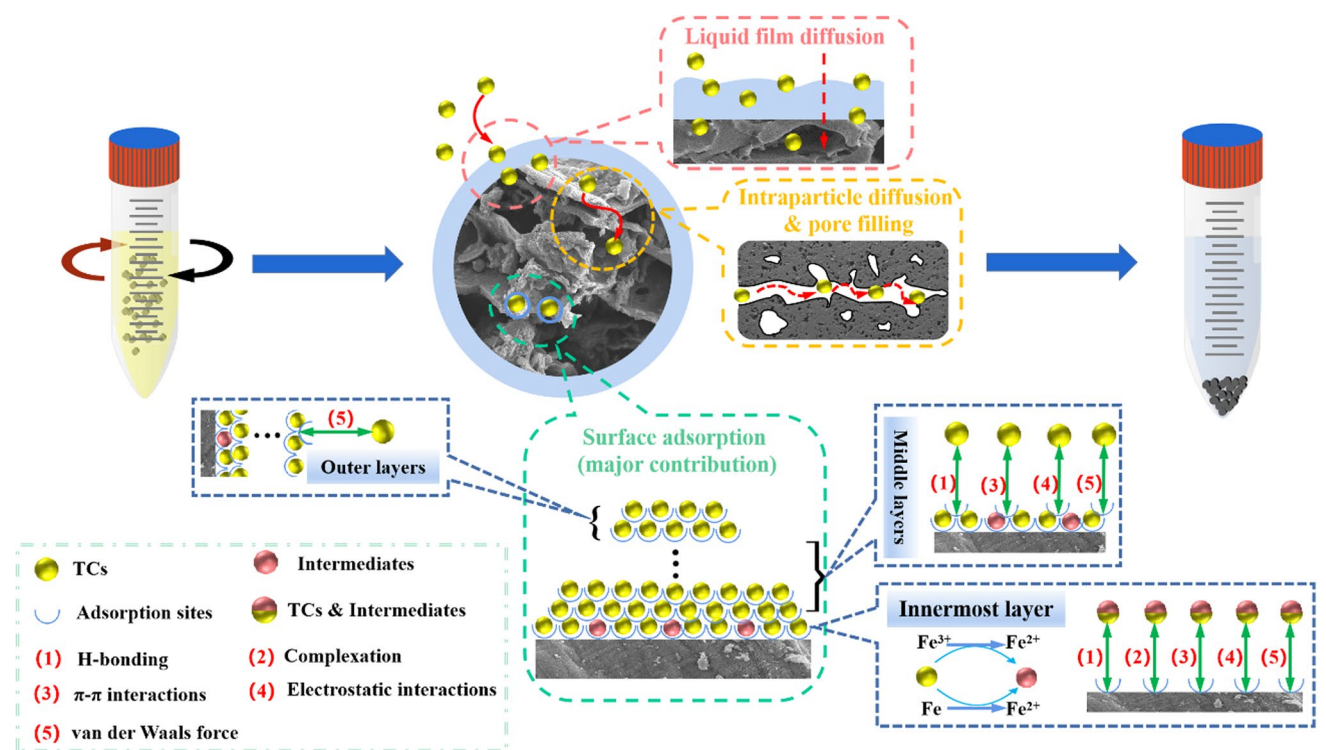 Liquid film diffusion
Intraparticle diffusion
& pore filling
Surface adsorption
(major contribution)
(5)
Outer layers
Middle layers
(1)
(3)
(4)
(5)
Innermost layer
Fe³⁺
Fe²⁺
Fe
Fe²⁺
(1)
(2)
(3)
(4)
(5)
TCs
Intermediates
Adsorption sites
TCs & Intermediates
(1) H-bonding
(2) Complexation
(3) π-π interactions
(4) Electrostatic interactions
(5) van der Waals force